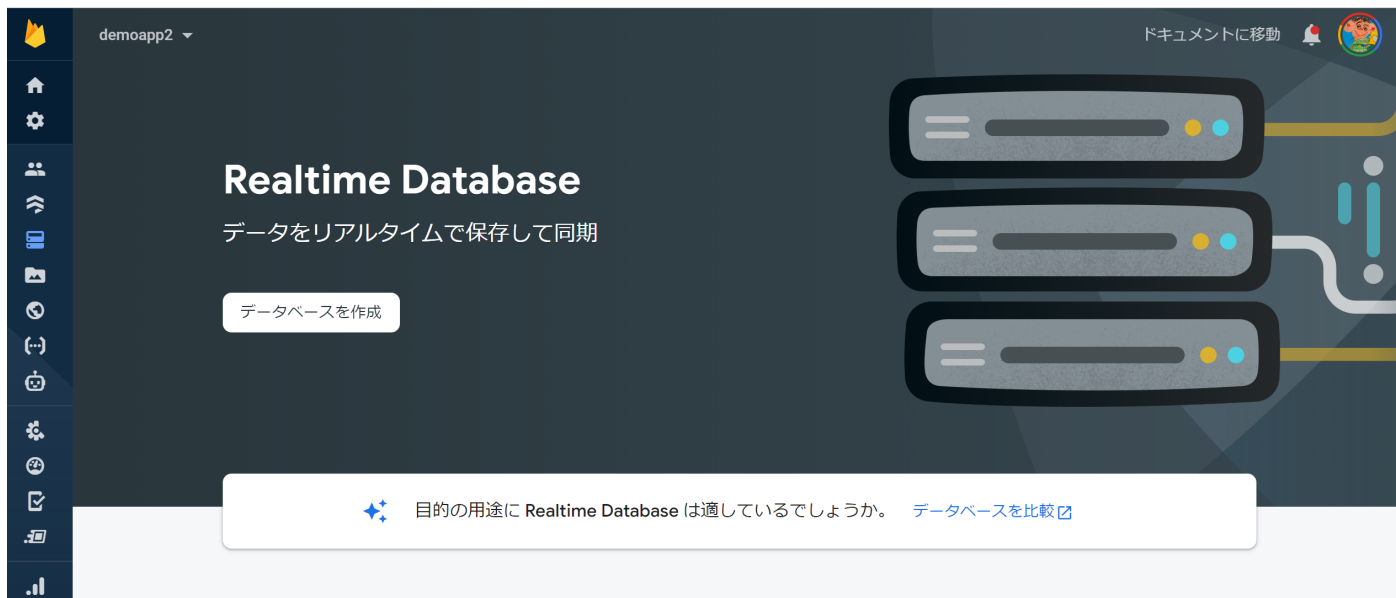 demoapp2
ドキュメントに移動
Realtime Database
データをリアルタイムで保存して同期
データベースを作成
目的の用途に Realtime Database は適しているでしょうか。 データベースを比較